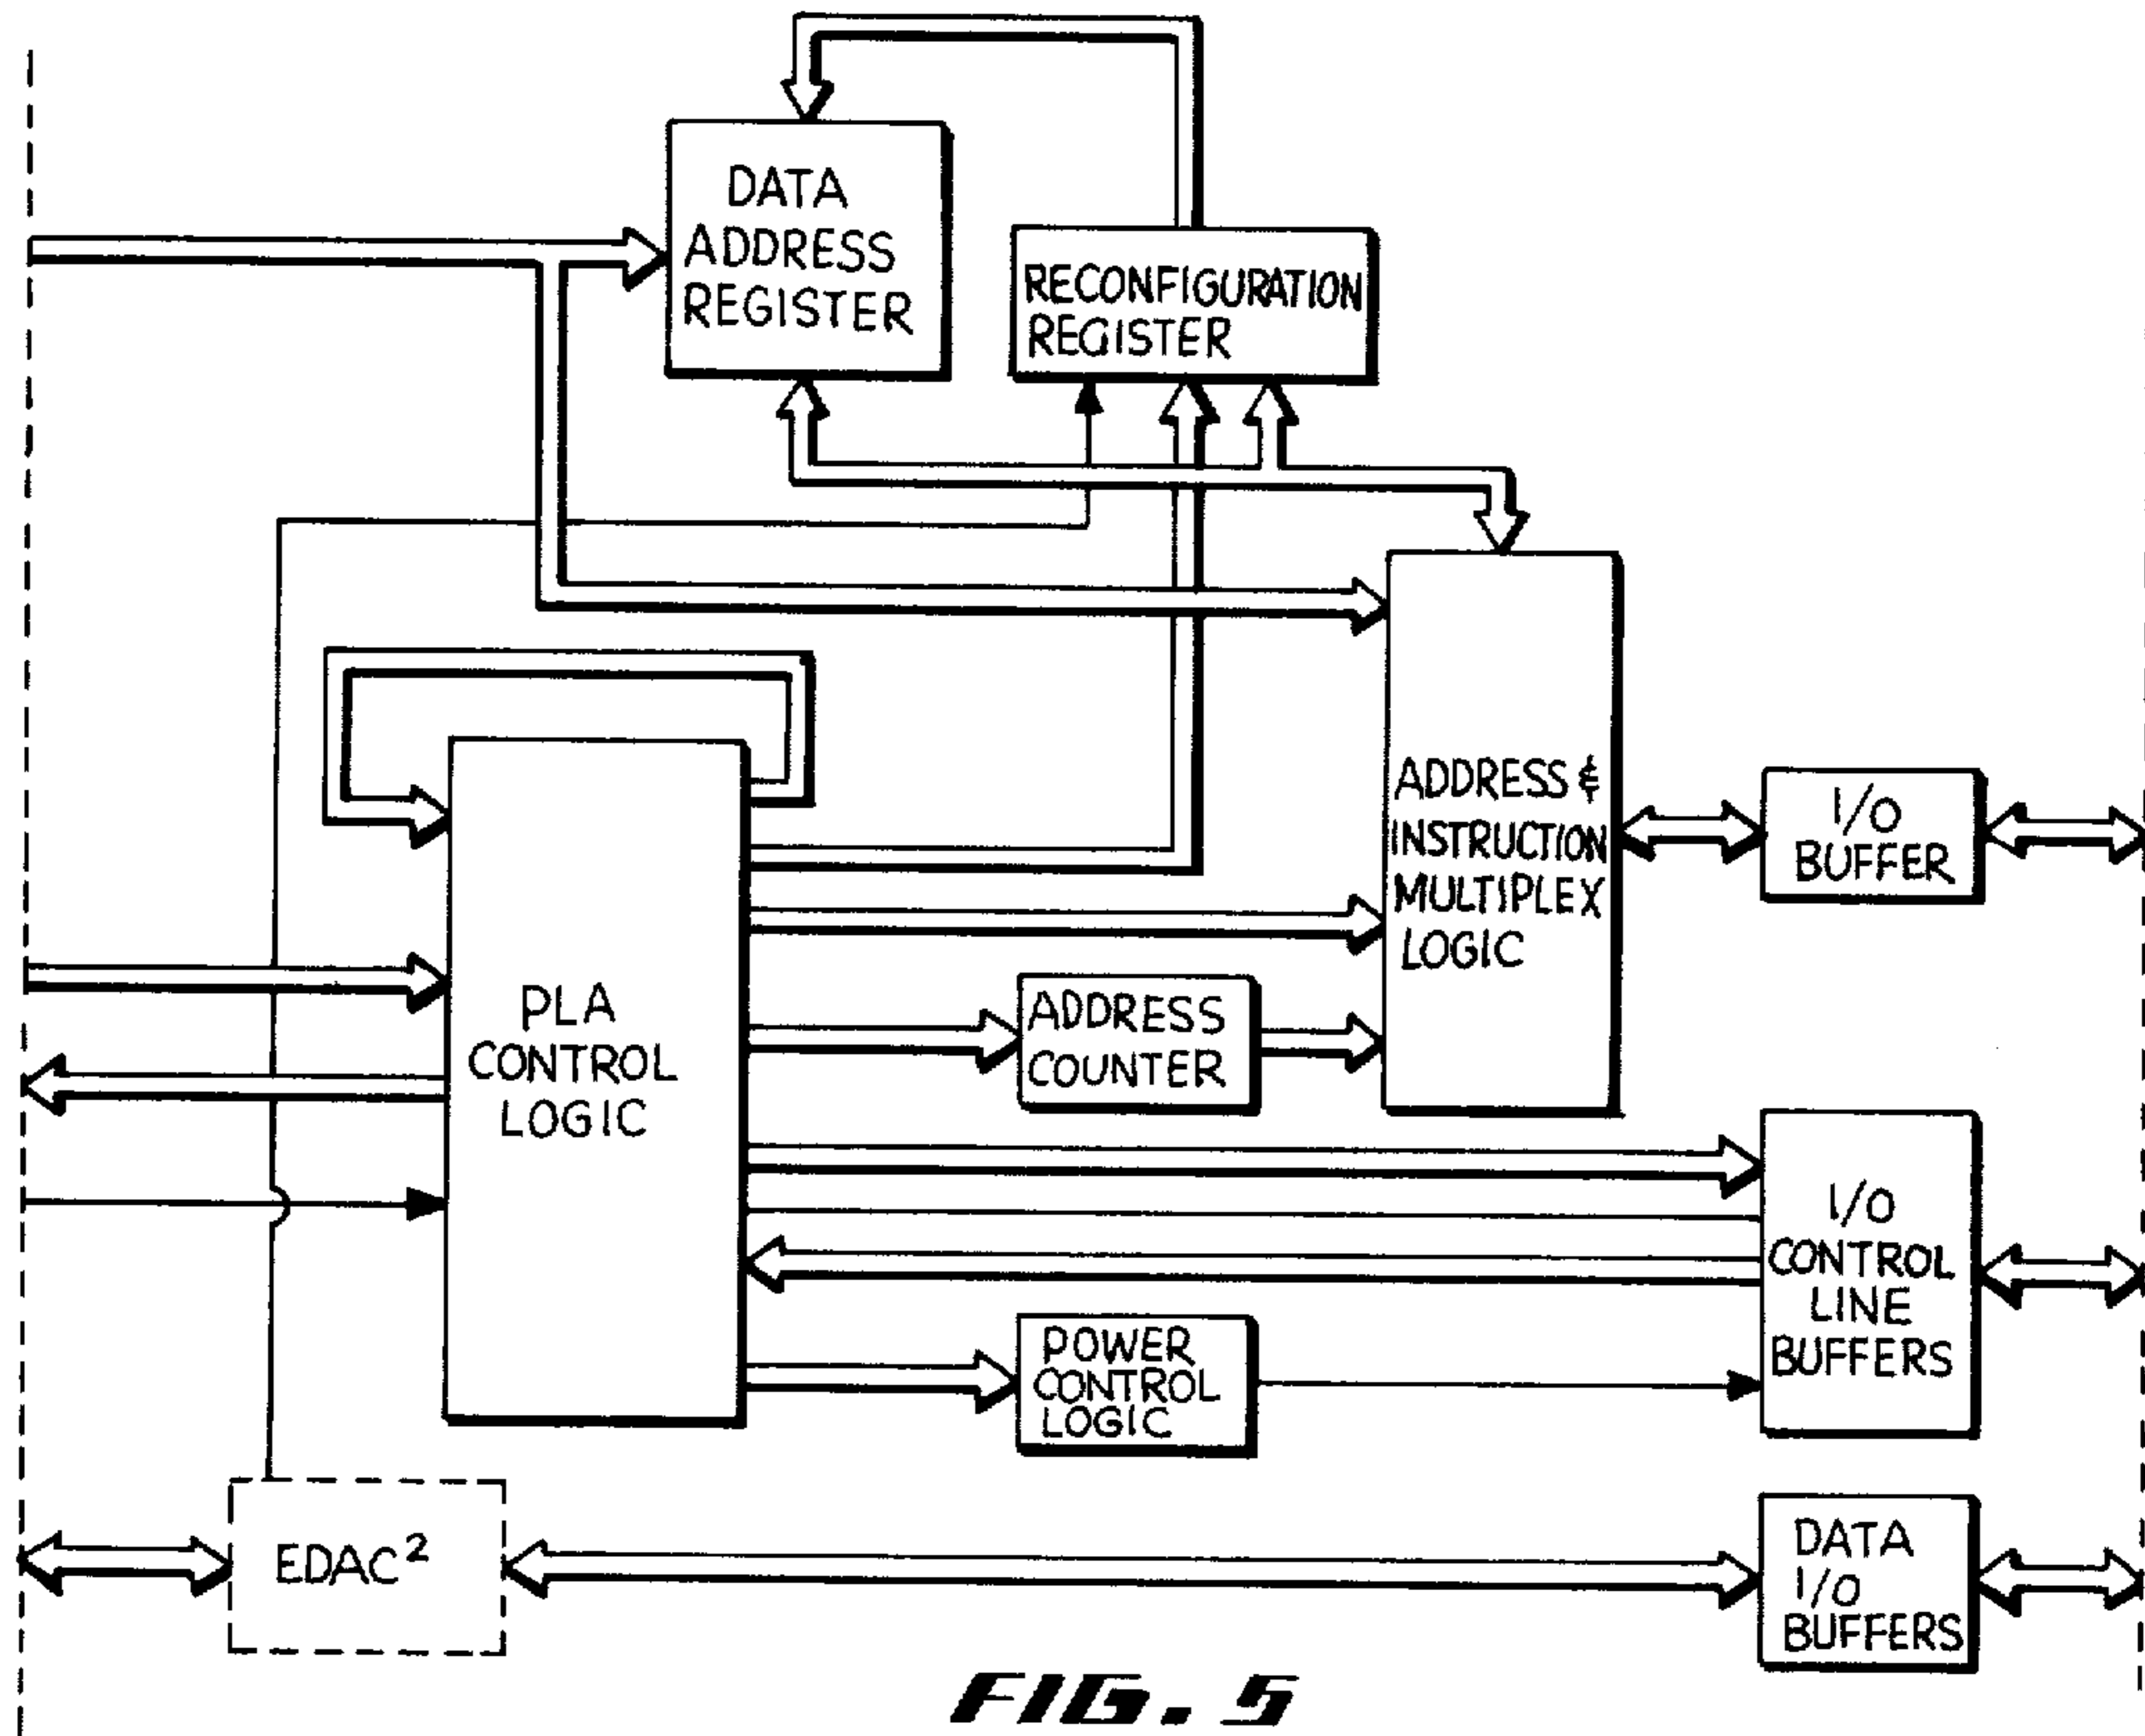 DATA
ADDRESS
REGISTER
RECONFIGURATION
REGISTER
ADDRESS &
INSTRUCTION
MULTIPLEX
LOGIC
I/O
BUFFER
PLA
CONTROL
LOGIC
ADDRESS
COUNTER
I/O
CONTROL
LINE
BUFFERS
POWER
CONTROL
LOGIC
EDAC²
DATA
I/O
BUFFERS
FIG. 5